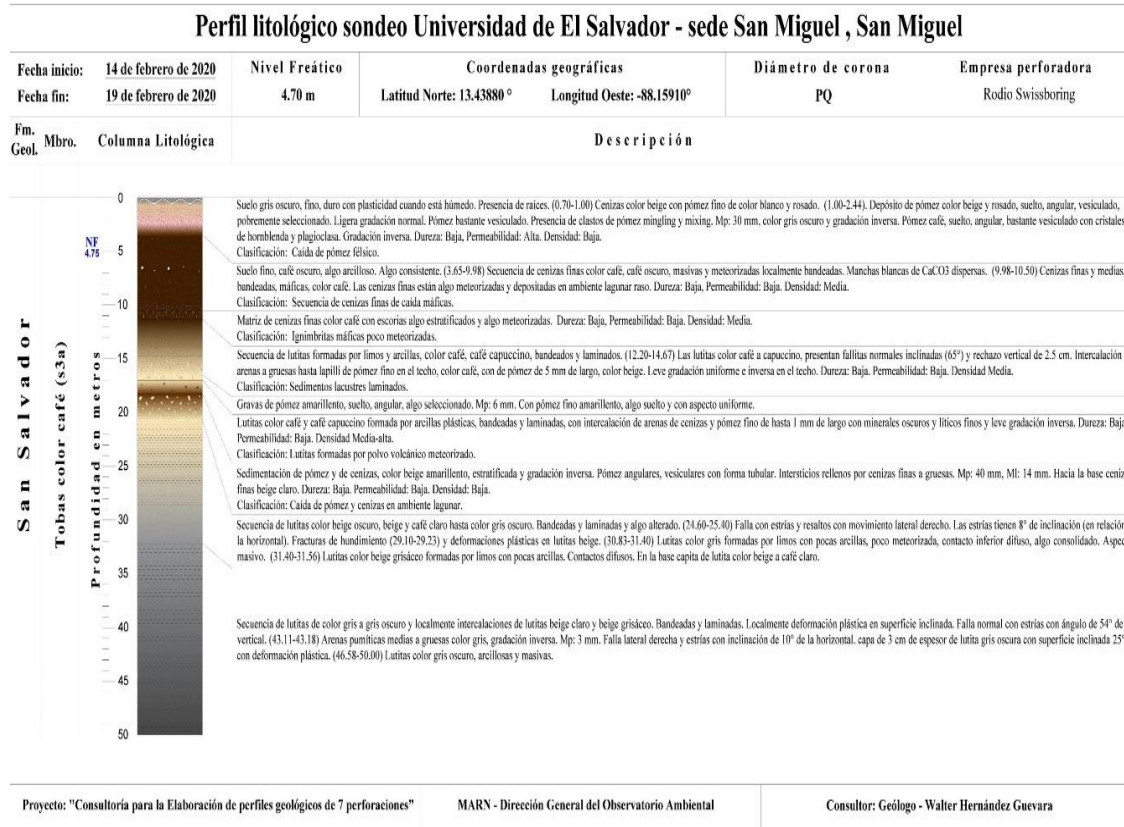 Perfil litológico sondeo Universidad de El Salvador - sede San Miguel , San Miguel
Fecha inicio: 14 de febrero de 2020
Fecha fin: 19 de febrero de 2020
Nivel Freático
4.70 m
Coordenadas geográficas
Latitud Norte: 13.43880 ° Longitud Oeste: -88.15910°
Diámetro de corona
PQ
Empresa perforadora
Rodio Swissboring
Fm. Geol.
Mbro.
Columna Litológica
Descripción
San Salvador
Tobas color café (s3a)
Profundidad en metros
NF
4.75
0
5
10
15
20
25
30
35
40
45
50
Suelo gris oscuro, fino, duro con plasticidad cuando está húmedo. Presencia de raíces. (0.70-1.00) Cenizas color beige con pómez fino de color blanco y rosado. (1.00-2.44). Depósito de pómez color beige y rosado, suelto, angular, vesiculado,
pobremente seleccionado. Ligera gradación normal. Pómez bastante vesiculado. Presencia de clastos de pómez mingling y mixing. Mp: 30 mm, color gris oscuro y gradación inversa. Pómez café, suelto, angular, bastante vesiculado con cristales
de hornblenda y plagioclasa. Gradación inversa. Dureza: Baja, Permeabilidad: Alta. Densidad: Baja.
Clasificación: Caída de pómez félsico.
Suelo fino, café oscuro, algo arcilloso. Algo consistente. (3.65-9.98) Secuencia de cenizas finas color café, café oscuro, masivas y meteorizadas localmente bandeadas. Manchas blancas de CaCO3 dispersas. (9.98-10.50) Cenizas finas y medias,
bandeadas, máficas, color café. Las cenizas finas están algo meteorizadas y depositadas en ambiente lagunar raso. Dureza: Baja, Permeabilidad: Baja. Densidad: Media.
Clasificación: Secuencia de cenizas finas de caída máficas.
Matriz de cenizas finas color café con escorias algo estratificados y algo meteorizadas. Dureza: Baja, Permeabilidad: Baja. Densidad: Media.
Clasificación: Ignimbritas máficas poco meteorizadas.
Secuencia de lutitas formadas por limos y arcillas, color café, café capuccino, bandeados y laminados. (12.20-14.67) Las lutitas color café a capuccino, presentan fallitas normales inclinadas (65°) y rechazo vertical de 2.5 cm. Intercalación
arenas a gruesas hasta lapilli de pómez fino en el techo, color café, con de pómez de 5 mm de largo, color beige. Leve gradación uniforme e inversa en el techo. Dureza: Baja. Permeabilidad: Baja. Densidad Media.
Clasificación: Sedimentos lacustres laminados.
Gravas de pómez amarillento, suelto, angular, algo seleccionado. Mp: 6 mm. Con pómez fino amarillento, algo suelto y con aspecto uniforme.
Lutitas color café y café capuccino formada por arcillas plásticas, bandeadas y laminadas, con intercalación de arenas de cenizas y pómez fino de hasta 1 mm de largo con minerales oscuros y líticos finos y leve gradación inversa. Dureza: Baja
Permeabilidad: Baja. Densidad Media-alta.
Clasificación: Lutitas formadas por polvo volcánico meteorizado.
Sedimentación de pómez y de cenizas, color beige amarillento, estratificada y gradación inversa. Pómez angulares, vesiculares con forma tubular. Intersticios rellenos por cenizas finas a gruesas. Mp: 40 mm, Ml: 14 mm. Hacia la base ceniz
finas beige claro. Dureza: Baja. Permeabilidad: Baja. Densidad: Baja.
Clasificación: Caída de pómez y cenizas en ambiente lagunar.
Secuencia de lutitas color beige oscuro, beige y café claro hasta color gris oscuro. Bandeadas y laminadas y algo alterado. (24.60-25.40) Falla con estrías y resaltos con movimiento lateral derecho. Las estrías tienen 8° de inclinación (en relación
la horizontal). Fracturas de hundimiento (29.10-29.23) y deformaciones plásticas en lutitas beige. (30.83-31.40) Lutitas color gris formadas por limos con pocas arcillas, poco meteorizada, contacto inferior difuso, algo consolidado. Aspec
masivo. (31.40-31.56) Lutitas color beige grisáceo formadas por limos con pocas arcillas. Contactos difusos. En la base capita de lutita color beige a café claro.
Secuencia de lutitas de color gris a gris oscuro y localmente intercalaciones de lutitas beige claro y beige grisáceo. Bandeadas y laminadas. Localmente deformación plástica en superficie inclinada. Falla normal con estrías con ángulo de 54° de
vertical. (43.11-43.18) Arenas pumíticas medias a gruesas color gris, gradación inversa. Mp: 3 mm. Falla lateral derecha y estrías con inclinación de 10° de la horizontal. capa de 3 cm de espesor de lutita gris oscura con superficie inclinada 25°
con deformación plástica. (46.58-50.00) Lutitas color gris oscuro, arcillosas y masivas.
Proyecto: "Consultoría para la Elaboración de perfiles geológicos de 7 perforaciones"
MARN - Dirección General del Observatorio Ambiental
Consultor: Geólogo - Walter Hernández Guevara